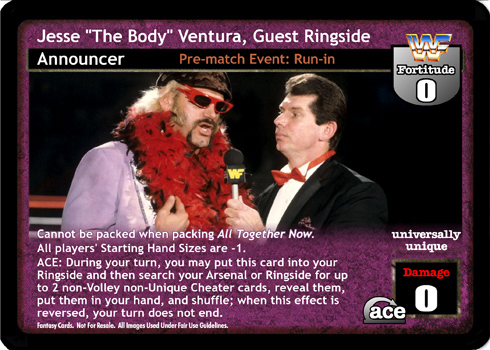 Jesse "The Body" Ventura, Guest Ringside
Announcer
Pre-match Event: Run-in
WF
Fortitude
0
WF
Cannot be packed when packing All Together Now.
All players' Starting Hand Sizes are -1.
ACE: During your turn, you may put this card into your
Ringside and then search your Arsenal or Ringside for up
to 2 non-Volley non-Unique Cheater cards, reveal them,
put them in your hand, and shuffle; when this effect is
reversed, your turn does not end.
Fantasy Cards. Not For Resale. All Images Used Under Fair Use Guidelines.
universally
unique
Damage
0
ace